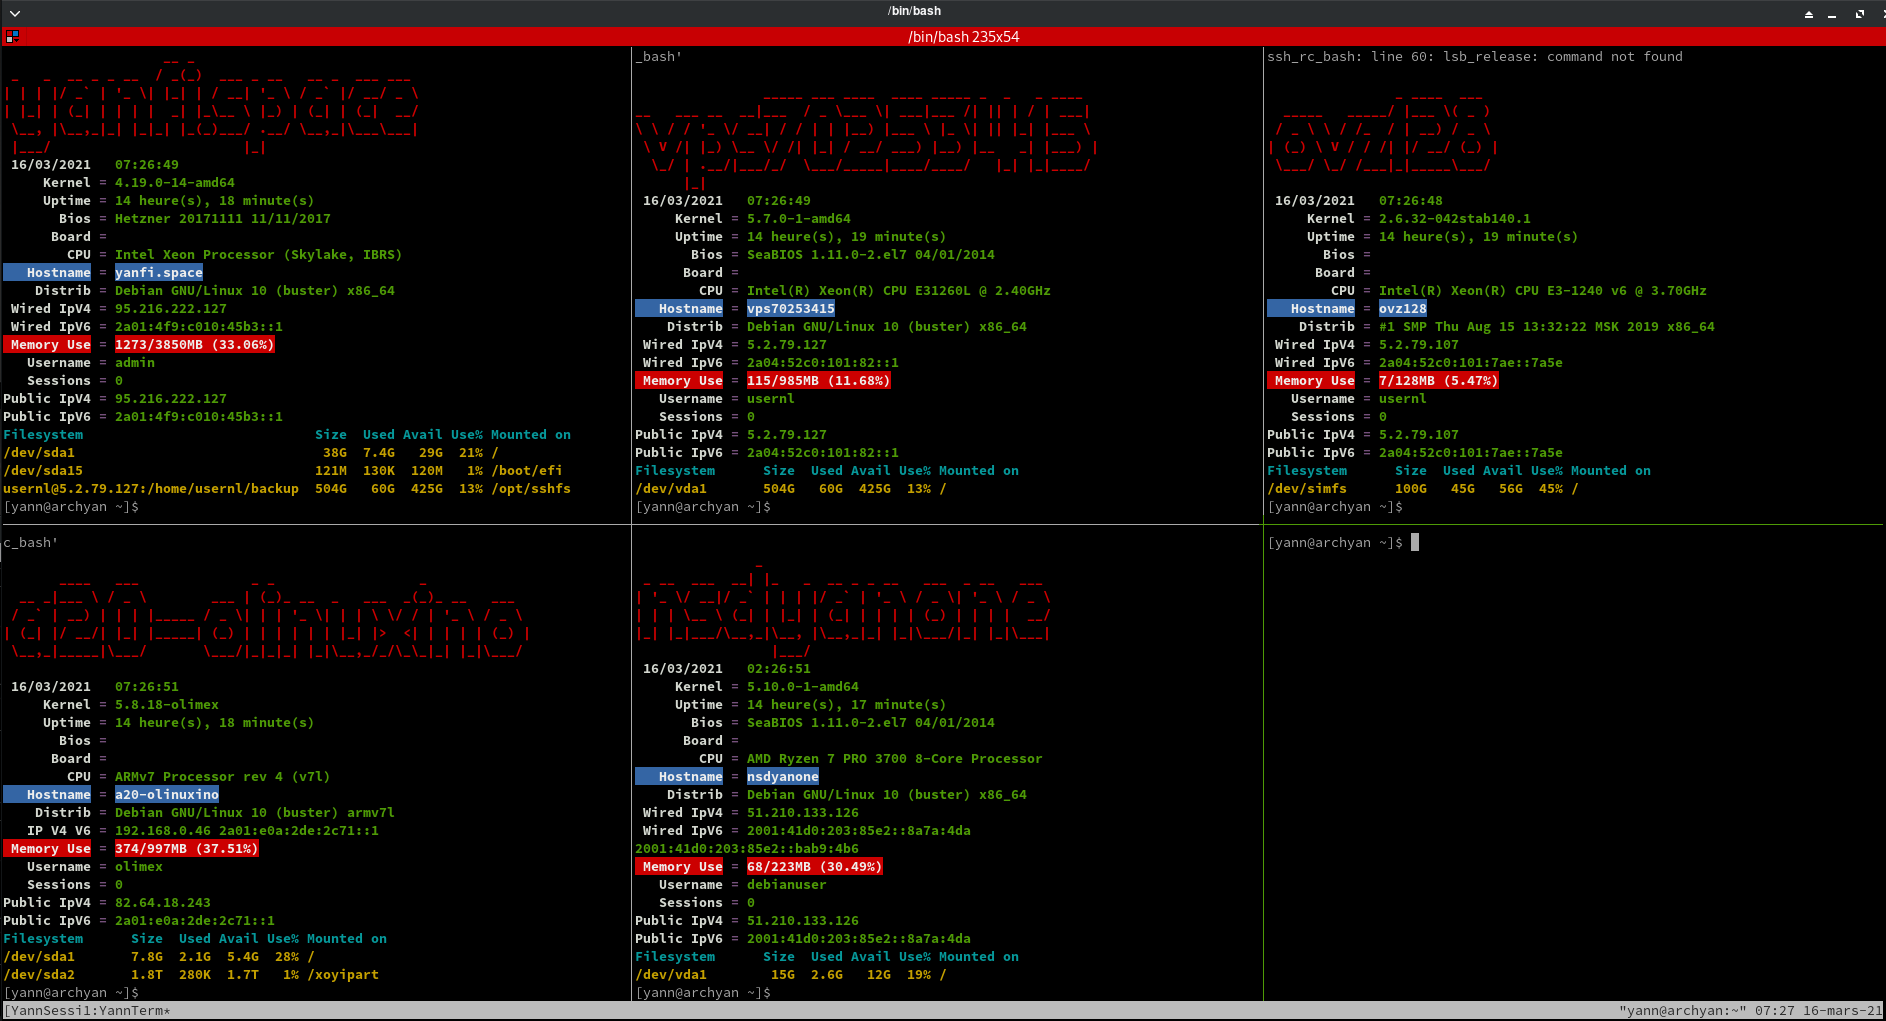 /bin/bash
/bin/bash 235x54
16/03/2021   07:26:49
Kernel = 4.19.0-14-amd64
Uptime = 14 heure(s), 18 minute(s)
Bios = Hetzner 20171111 11/11/2017
Board =
CPU = Intel Xeon Processor (Skylake, IBRS)
Hostname = yanfi.space
Distrib = Debian GNU/Linux 10 (buster) x86_64
Wired IpV4 = 95.216.222.127
Wired IpV6 = 2a01:4f9:c010:45b3::1
Memory Use = 1273/3850MB (33.06%)
Username = admin
Sessions = 0
Public IpV4 = 95.216.222.127
Public IpV6 = 2a01:4f9:c010:45b3::1
Filesystem Size Used Avail Use% Mounted on
/dev/sda1 38G 7.4G 29G 21% /
/dev/sda15 121M 130K 120M 1% /boot/efi
usernl@5.2.79.127:/home/usernl/backup 504G 60G 425G 13% /opt/sshfs
[yann@archyan ~]$
_bash'
vps70253415
16/03/2021   07:26:49
Kernel = 5.7.0-1-amd64
Uptime = 14 heure(s), 19 minute(s)
Bios = SeaBIOS 1.11.0-2.el7 04/01/2014
Board =
CPU = Intel(R) Xeon(R) CPU E31260L @ 2.40GHz
Hostname = vps70253415
Distrib = Debian GNU/Linux 10 (buster) x86_64
Wired IpV4 = 5.2.79.127
Wired IpV6 = 2a04:52c0:101:82::1
Memory Use = 115/985MB (11.68%)
Username = usernl
Sessions = 0
Public IpV4 = 5.2.79.127
Public IpV6 = 2a04:52c0:101:82::1
Filesystem Size Used Avail Use% Mounted on
/dev/vda1 504G 60G 425G 13% /
[yann@archyan ~]$
ssh_rc_bash: line 60: lsb_release: command not found
ovz128
16/03/2021   07:26:48
Kernel = 2.6.32-042stab140.1
Uptime = 14 heure(s), 19 minute(s)
Bios =
Board =
CPU = Intel(R) Xeon(R) CPU E3-1240 v6 @ 3.70GHz
Hostname = ovz128
Distrib = #1 SMP Thu Aug 15 13:32:22 MSK 2019 x86_64
Wired IpV4 = 5.2.79.107
Wired IpV6 = 2a04:52c0:101:7ae::7a5e
Memory Use = 7/128MB (5.47%)
Username = usernl
Sessions = 0
Public IpV4 = 5.2.79.107
Public IpV6 = 2a04:52c0:101:7ae::7a5e
Filesystem Size Used Avail Use% Mounted on
/dev/simfs 100G 45G 56G 45% /
[yann@archyan ~]$
c_bash'
a20-olinuxino
16/03/2021   07:26:51
Kernel = 5.8.18-olimex
Uptime = 14 heure(s), 18 minute(s)
Bios =
Board =
CPU = ARMv7 Processor rev 4 (v7l)
Hostname = a20-olinuxino
Distrib = Debian GNU/Linux 10 (buster) armv7l
IP V4 V6 = 192.168.0.46 2a01:e0a:2de:2c71::1
Memory Use = 374/997MB (37.51%)
Username = olimex
Sessions = 0
Public IpV4 = 82.64.18.243
Public IpV6 = 2a01:e0a:2de:2c71::1
Filesystem Size Used Avail Use% Mounted on
/dev/sda1 7.8G 2.1G 5.4G 28% /
/dev/sda2 1.8T 280K 1.7T 1% /xoyipart
[yann@archyan ~]$
nsdyanone
16/03/2021   02:26:51
Kernel = 5.10.0-1-amd64
Uptime = 14 heure(s), 17 minute(s)
Bios = SeaBIOS 1.11.0-2.el7 04/01/2014
Board =
CPU = AMD Ryzen 7 PRO 3700 8-Core Processor
Hostname = nsdyanone
Distrib = Debian GNU/Linux 10 (buster) x86_64
Wired IpV4 = 51.210.133.126
Wired IpV6 = 2001:41d0:203:85e2::8a7a:4da
2001:41d0:203:85e2::bab9:4b6
Memory Use = 68/223MB (30.49%)
Username = debianuser
Sessions = 0
Public IpV4 = 51.210.133.126
Public IpV6 = 2001:41d0:203:85e2::8a7a:4da
Filesystem Size Used Avail Use% Mounted on
/dev/vda1 15G 2.6G 12G 19% /
[yann@archyan ~]$
[yann@archyan ~]$
[YannSessi1:YannTerm* "yann@archyan:~" 07:27 16-mars-21